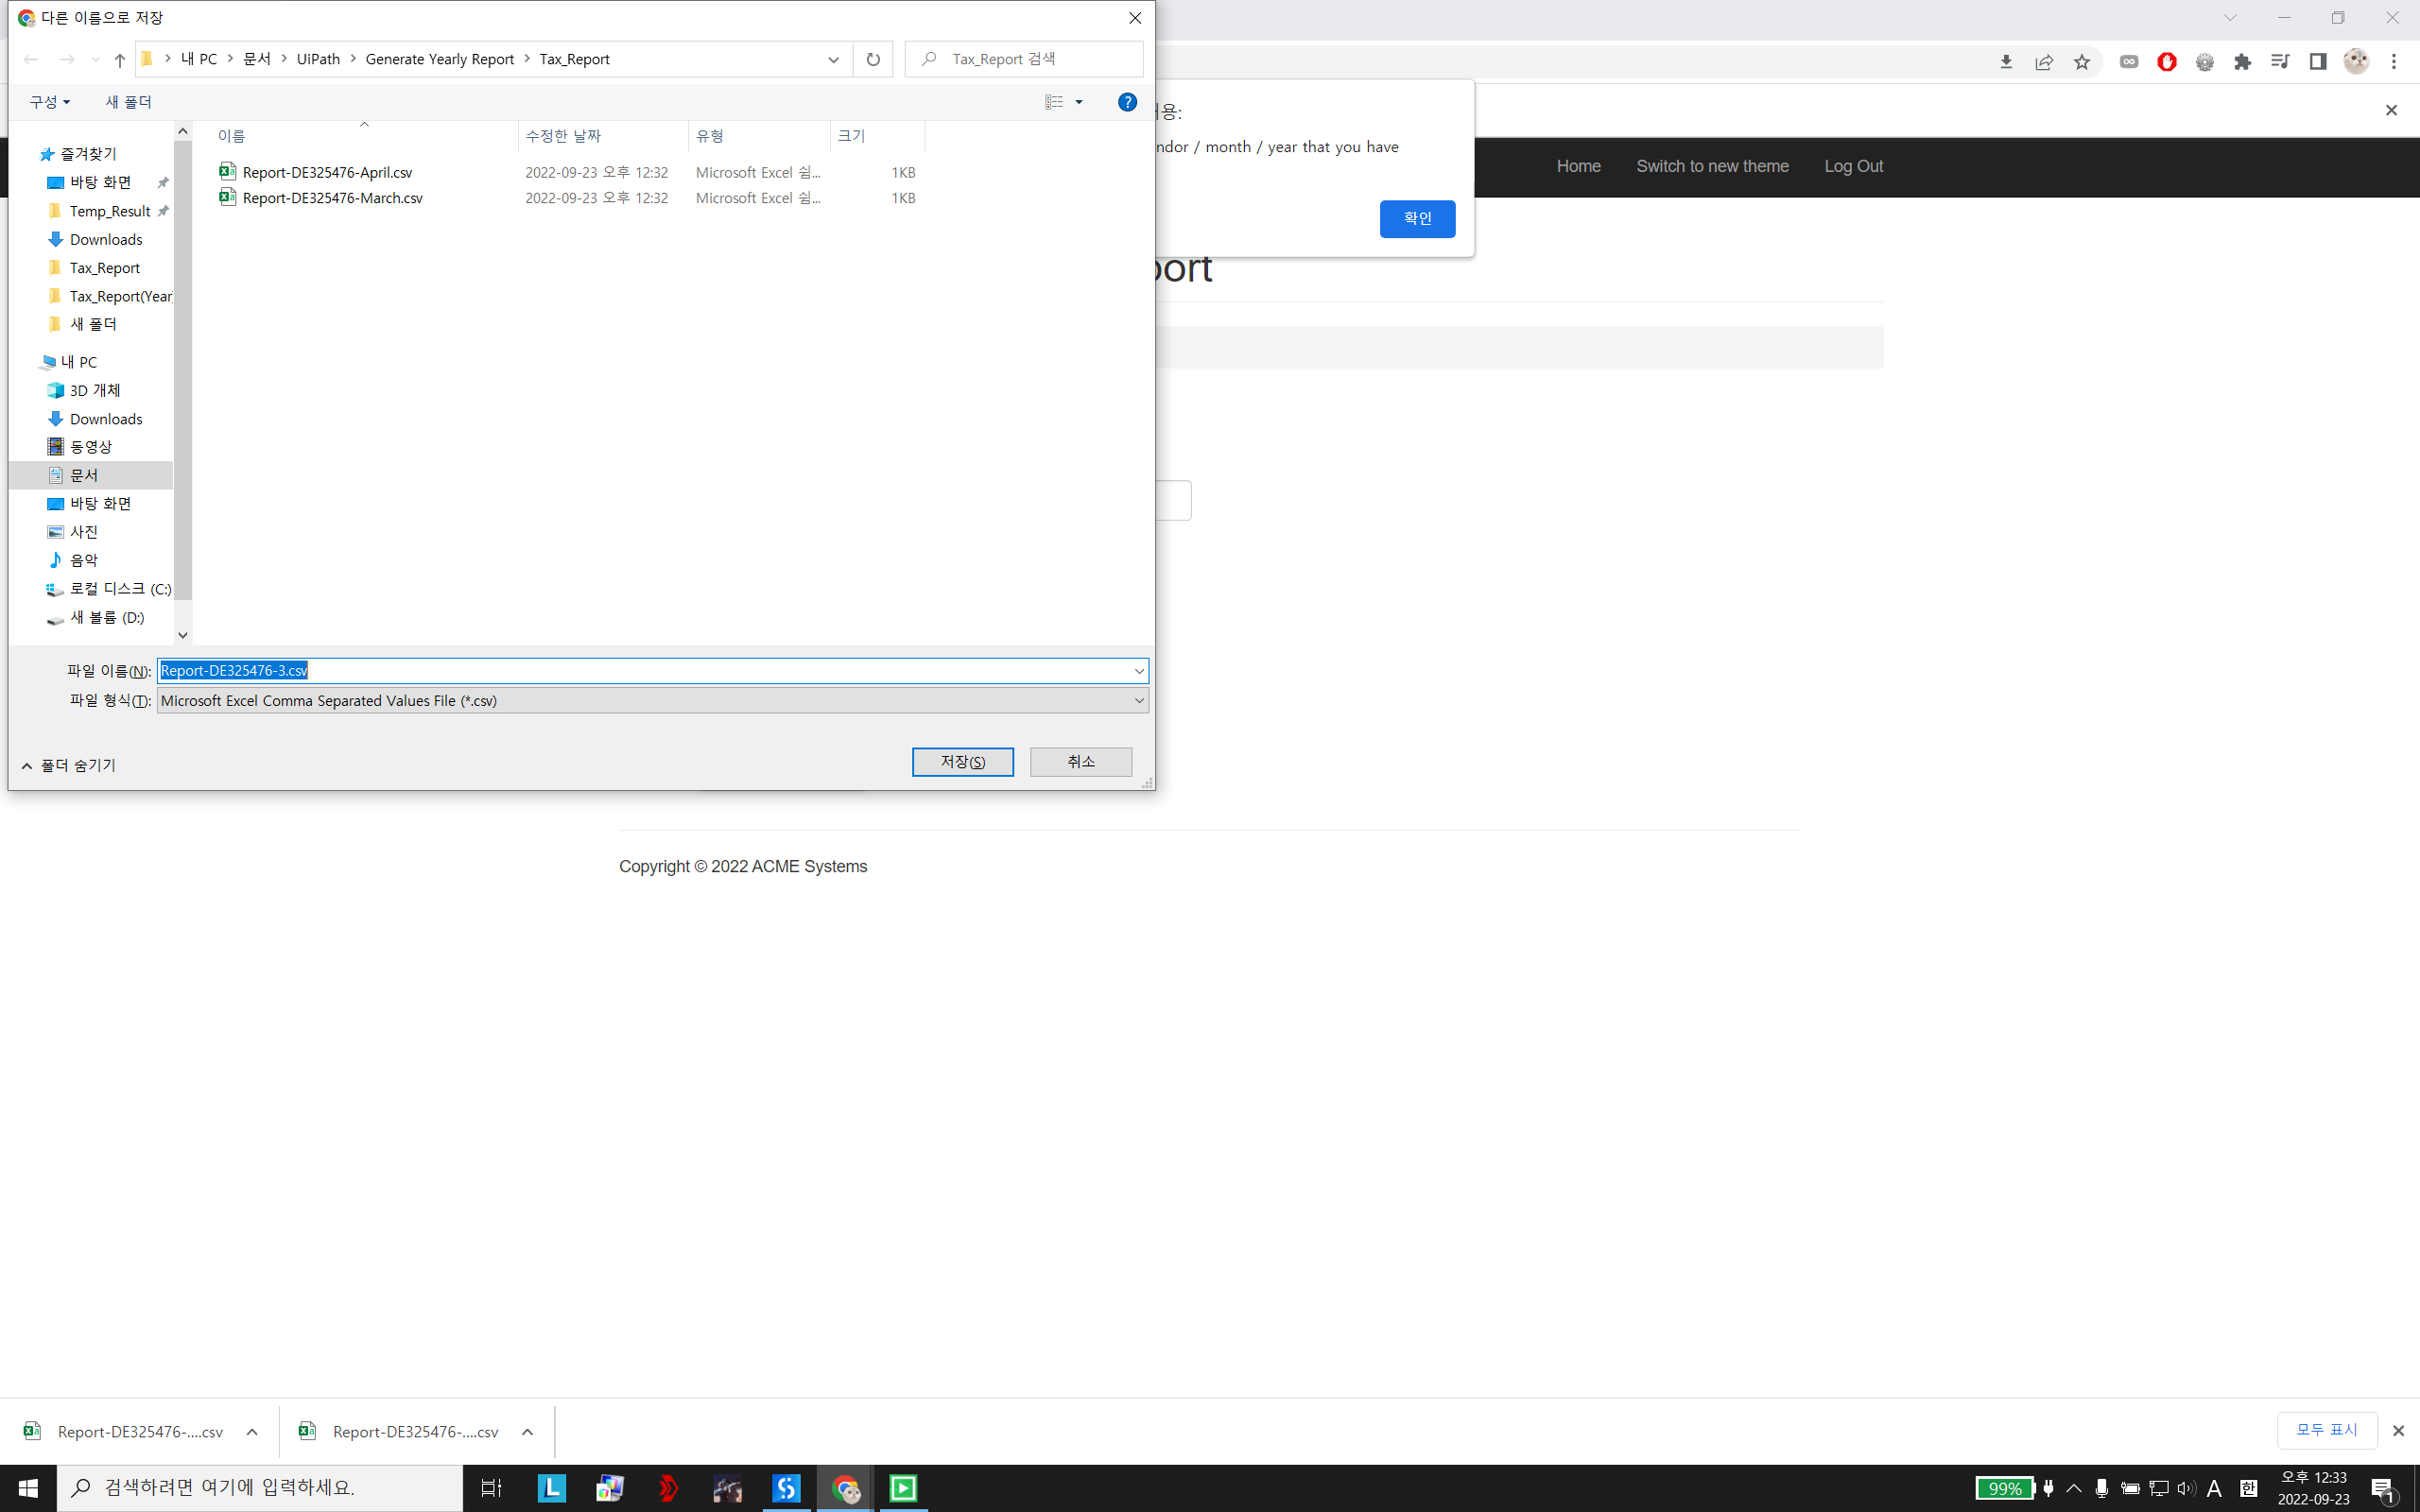 다른 이름으로 저장
내 PC > 문서 > UiPath > Generate Yearly Report > Tax_Report
Tax_Report 검색
구성
새 폴더
즐겨찾기
바탕 화면
Temp_Result
Downloads
Tax_Report
Tax_Report(Year
새 폴더
내 PC
3D 개체
Downloads
동영상
문서
바탕 화면
사진
음악
로컬 디스크 (C:)
새 볼륨 (D:)
이름 수정한 날짜 유형 크기
Report-DE325476-April.csv 2022-09-23 오후 12:32 Microsoft Excel 쉼... 1KB
Report-DE325476-March.csv 2022-09-23 오후 12:32 Microsoft Excel 쉼... 1KB
파일 이름(N): Report-DE325476-3.csv
파일 형식(T): Microsoft Excel Comma Separated Values File (*.csv)
폴더 숨기기
저장(S)
취소
용:
ndor / month / year that you have
확인
Home
Switch to new theme
Log Out
port
Copyright © 2022 ACME Systems
Report-DE325476-....csv
Report-DE325476-....csv
모두 표시
검색하려면 여기에 입력하세요.
99%
A
한
오후 12:33
2022-09-23
1